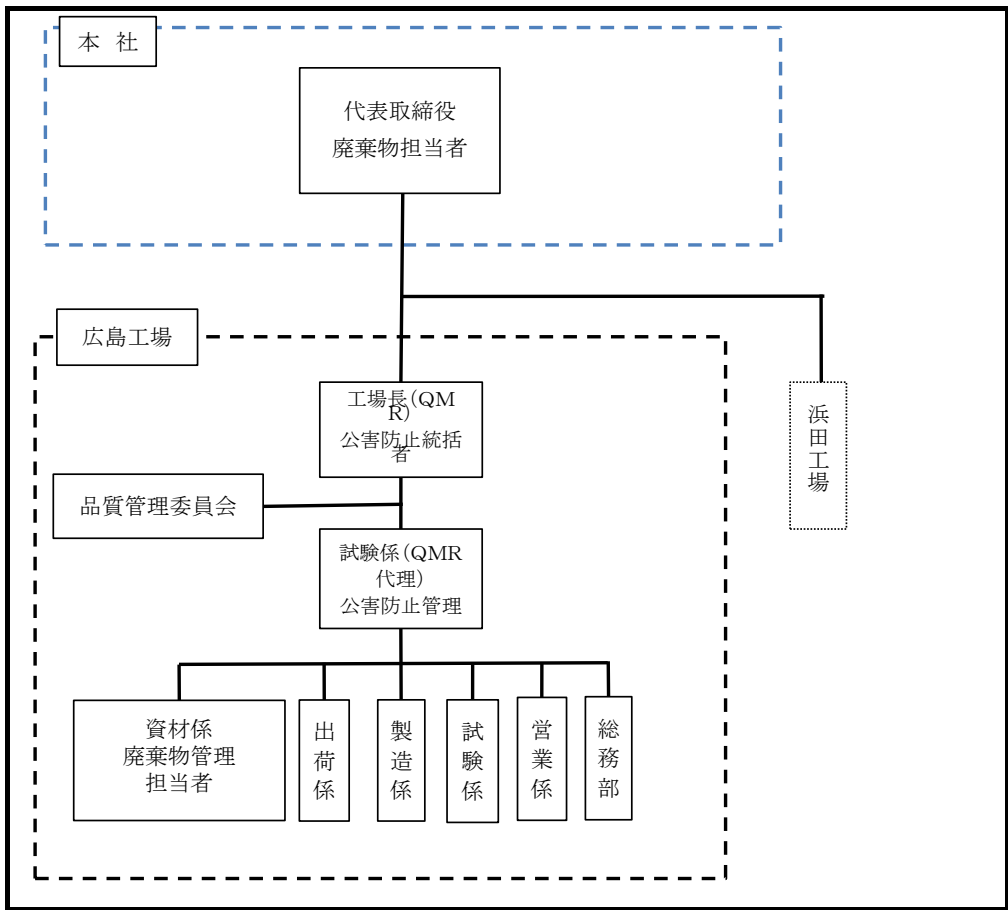 本 社
代表取締役
廃棄物担当者
広島工場
工場長(QM
R)
公害防止統括
者
浜田工場
品質管理委員会
試験係(QMR
代理)
公害防止管理
資材係
廃棄物管理
担当者
出荷係
製造係
試験係
営業係
総務部